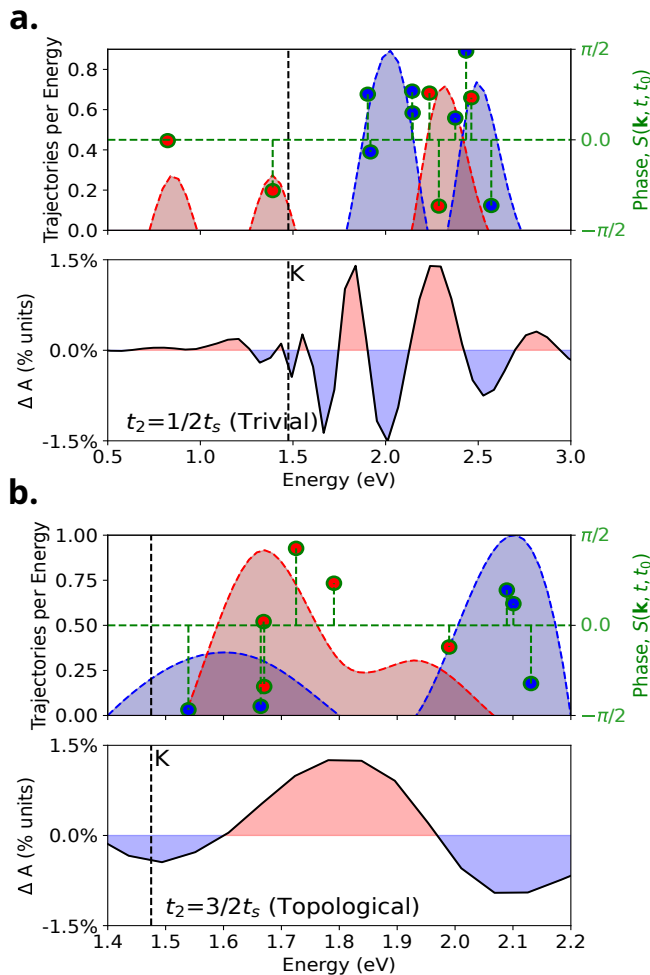 a.
Trajectories per Energy
0.8
0.6
0.4
0.2
0.0
π/2
0.0
−π/2
Phase, S(k, t, t₀)
Δ A (% units)
1.5%
0.0%
-1.5%
K
t₂=1/2tₛ (Trivial)
0.5 1.0 1.5 2.0 2.5 3.0
Energy (eV)
b.
Trajectories per Energy
1.00
0.75
0.50
0.25
0.00
π/2
0.0
−π/2
Phase, S(k, t, t₀)
Δ A (% units)
1.5%
0.0%
-1.5%
K
t₂=3/2tₛ (Topological)
1.4 1.5 1.6 1.7 1.8 1.9 2.0 2.1 2.2
Energy (eV)